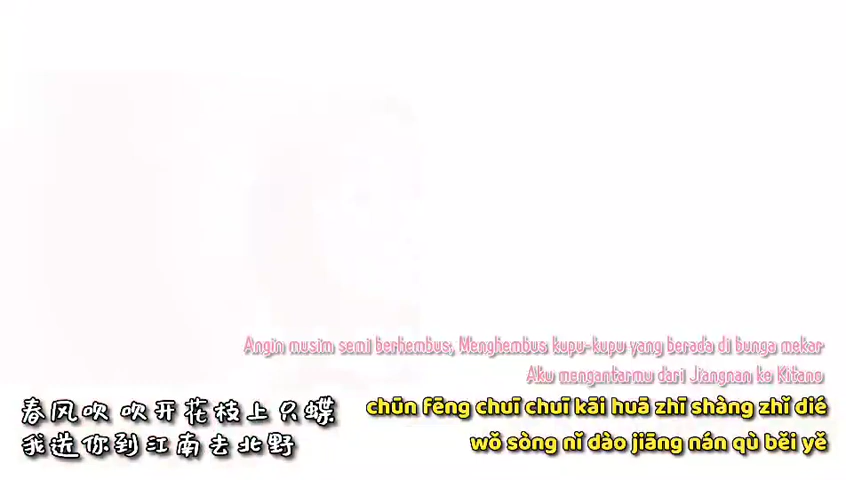 Angin musim semi berhembus, Menghembus kupu-kupu yang berada di bunga mekar
Aku mengantarmu dari Jiangnan ke Kitano
春风吹 吹开花枝上只蝶
chūn fēng chuī chuī kāi huā zhī shàng zhǐ dié
我送你到江南去北野
wǒ sòng nǐ dào jiāng nán qù běi yě